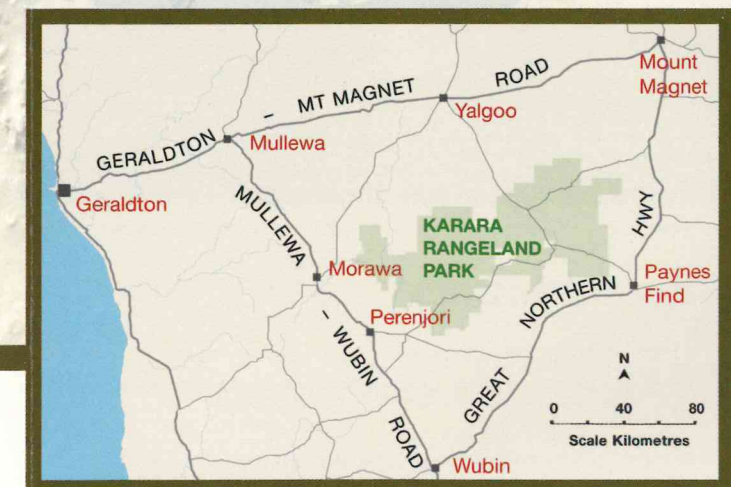 Mount
Magnet
GERALDTON – MT MAGNET ROAD
Yalgoo
Mullewa
Geraldton
MULLEWA – WUBIN ROAD
KARARA
RANGELAND
PARK
GREAT NORTHERN HWY
Morawa
Paynes
Find
Perenjori
N
0 40 80
Scale Kilometres
Wubin